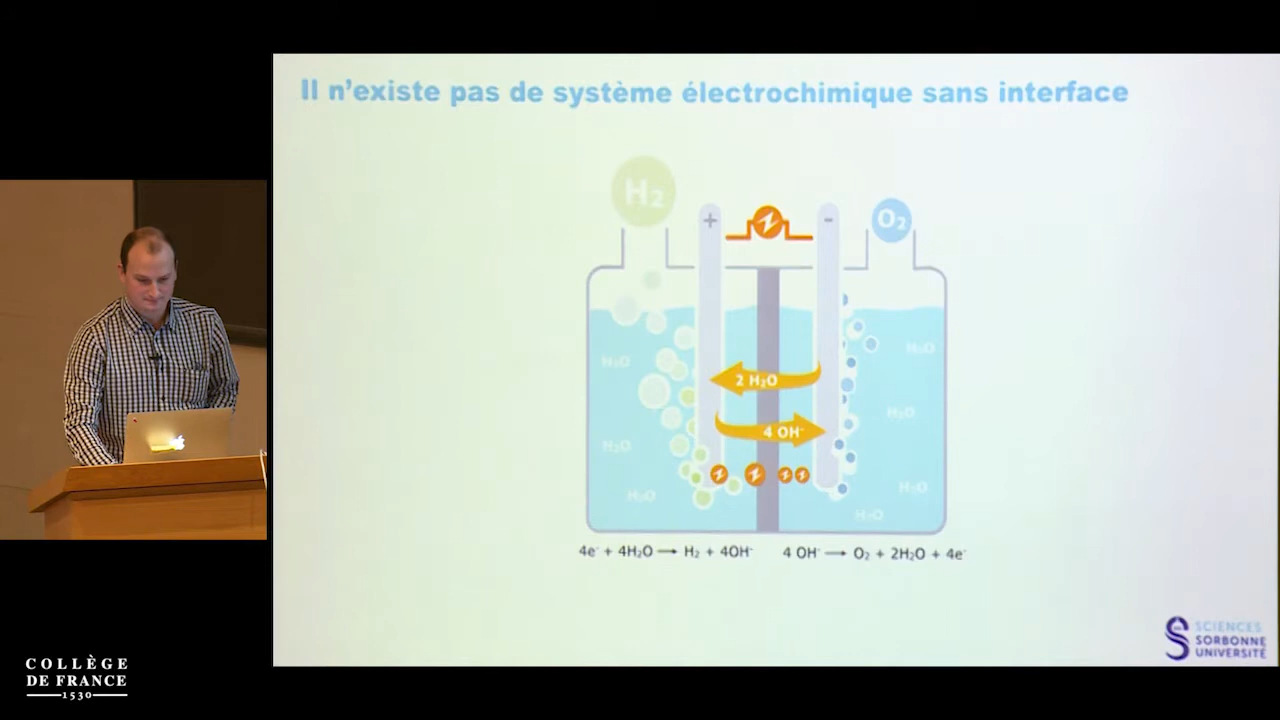 Il n'existe pas de système électrochimique sans interface
H₂
+
-
O₂
H₂O
H₂O
2 H₂O
H₂O
4 OH⁻
H₂O
H₂O
H₂O
H₂O
4e⁻ + 4H₂O → H₂ + 4OH⁻
4 OH⁻ → O₂ + 2H₂O + 4e⁻
SCIENCES
SORBONNE
UNIVERSITÉ
COLLÈGE
DE FRANCE
1530